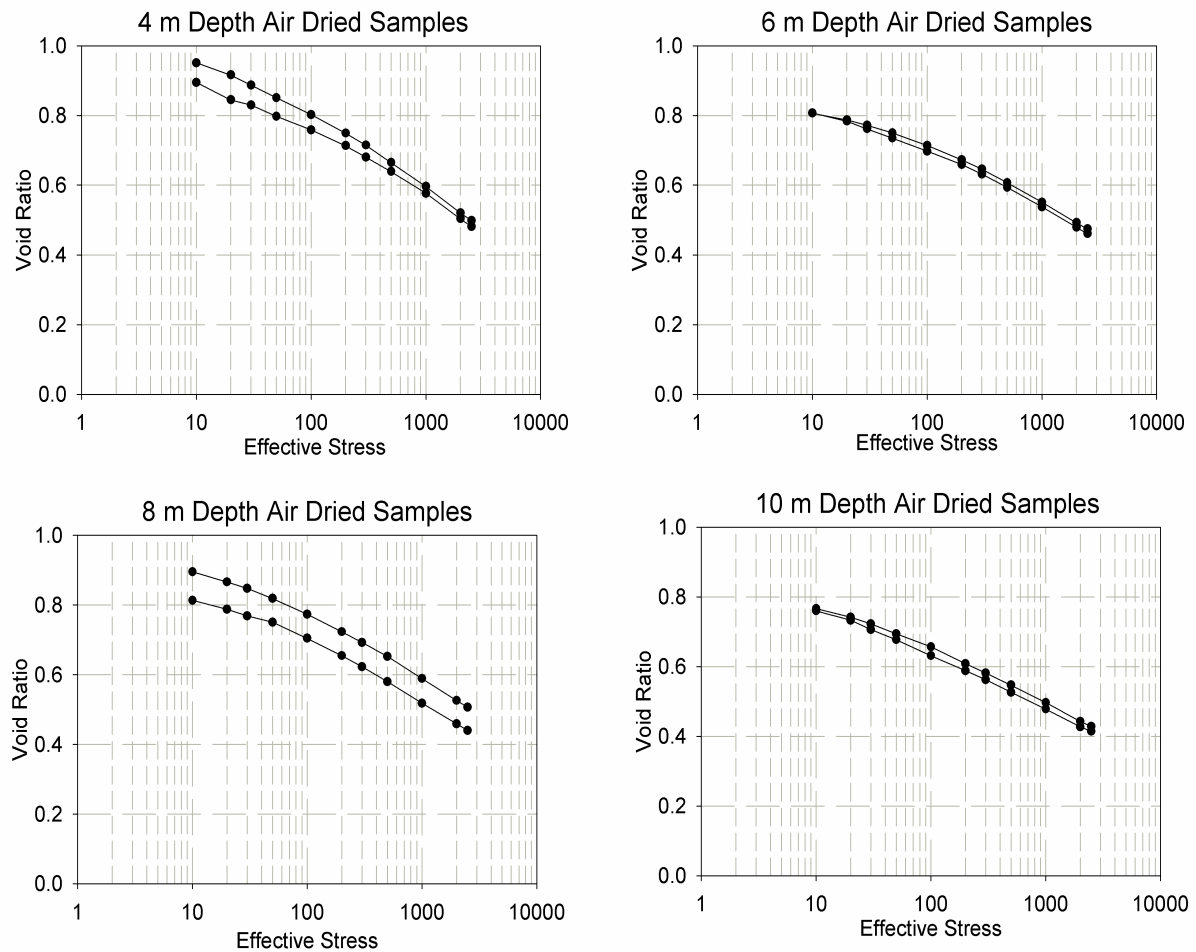 4 m Depth Air Dried Samples
1.0
0.8
0.6
0.4
0.2
0.0
Void Ratio
1 10 100 1000 10000
Effective Stress
6 m Depth Air Dried Samples
1.0
0.8
0.6
0.4
0.2
0.0
Void Ratio
1 10 100 1000 10000
Effective Stress
8 m Depth Air Dried Samples
1.0
0.8
0.6
0.4
0.2
0.0
Void Ratio
1 10 100 1000 10000
Effective Stress
10 m Depth Air Dried Samples
1.0
0.8
0.6
0.4
0.2
0.0
Void Ratio
1 10 100 1000 10000
Effective Stress